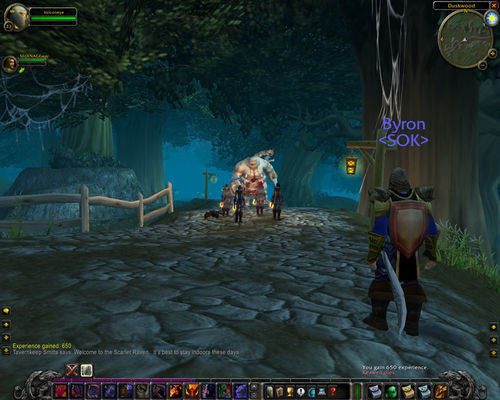 Duskwood
Byron
<SOK>
Experience gained: 650
Tavernkeep Smitts says: Welcome to the Scarlet Raven. It's best to stay indoors these days
You gain 650 experience.